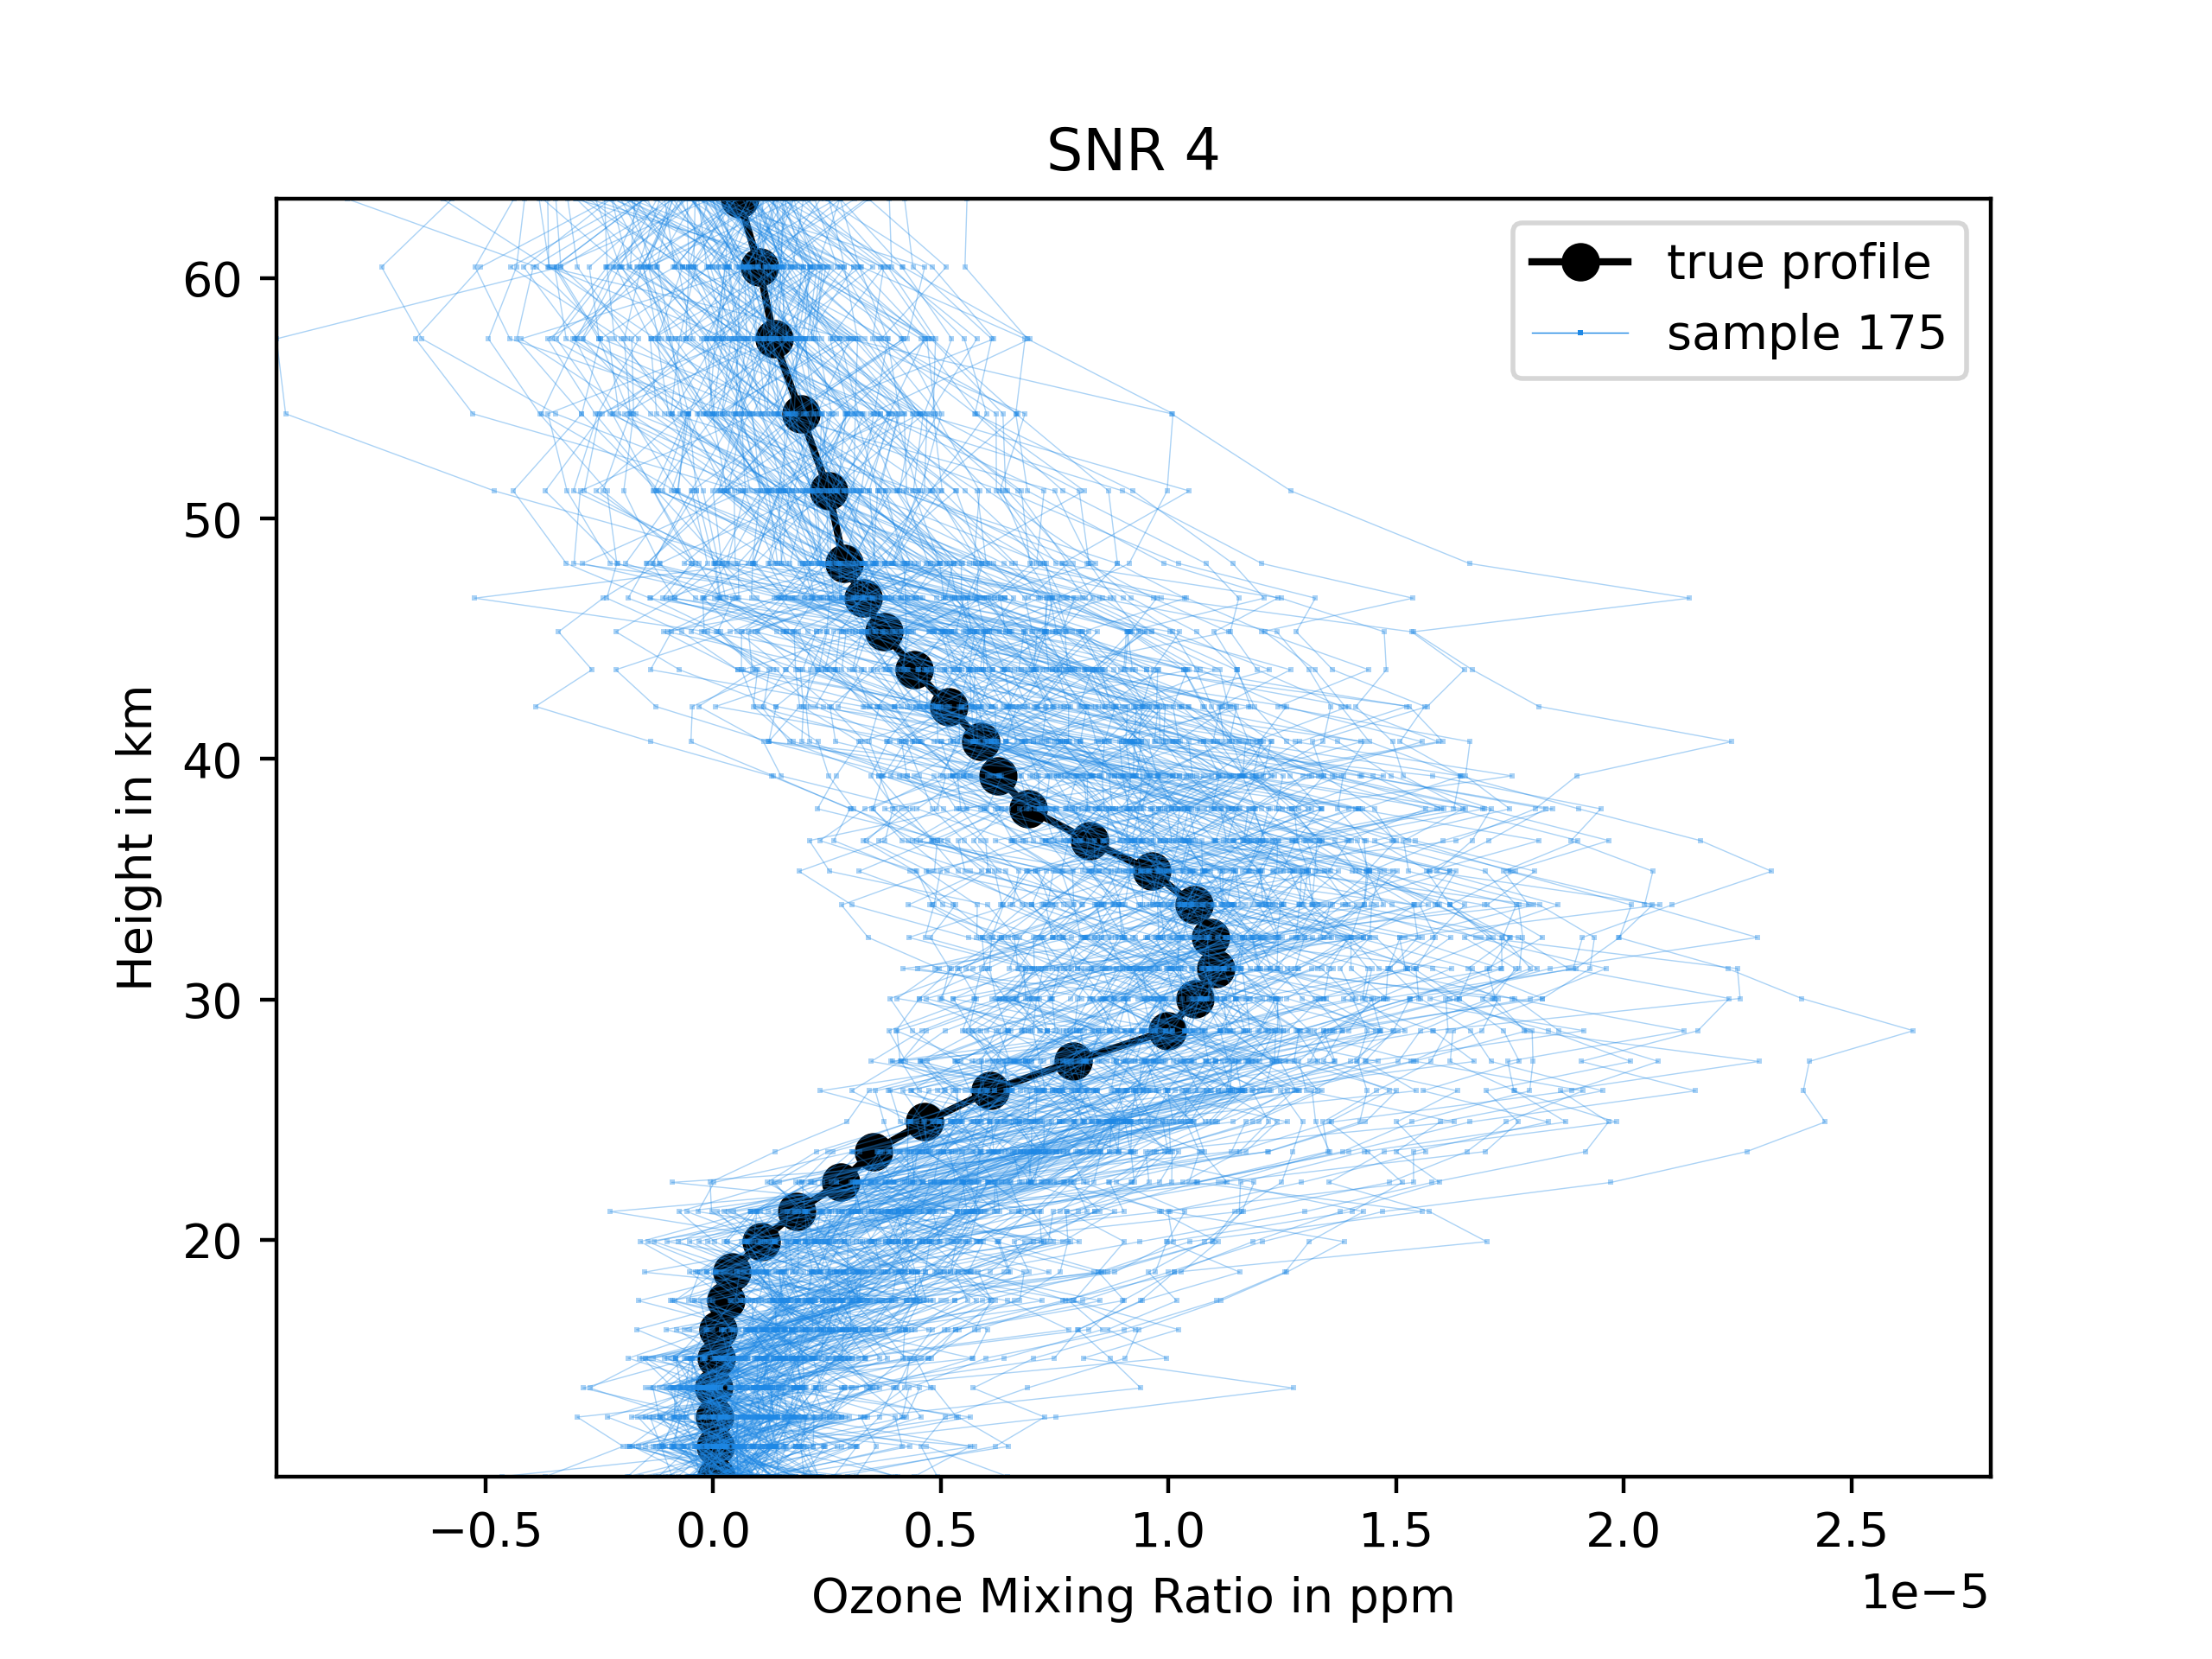 SNR 4
true profile
sample 175
60
50
40
30
20
Height in km
−0.5 0.0 0.5 1.0 1.5 2.0 2.5
1e−5
Ozone Mixing Ratio in ppm